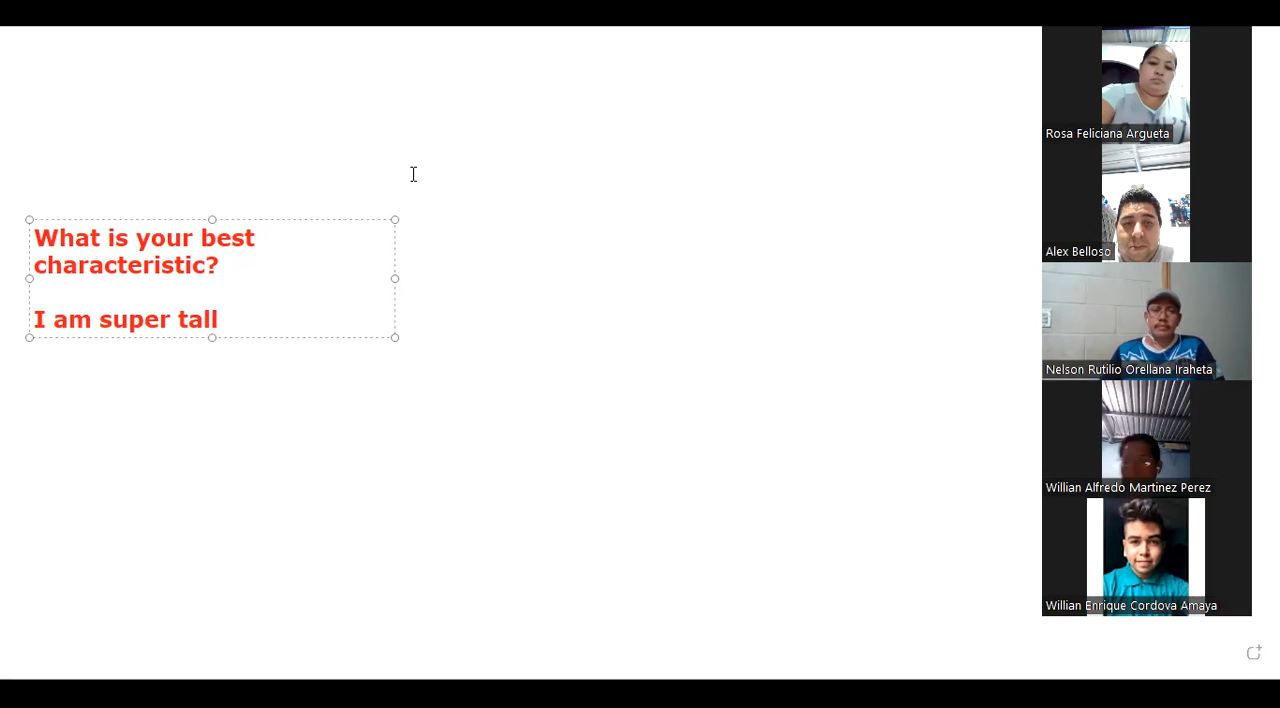 What is your best
characteristic?
I am super tall
Rosa Feliciana Argueta
Alex Belloso
Nelson Rutilio Orellana Iraheta
Willian Alfredo Martinez Perez
Willian Enrique Cordova Amaya